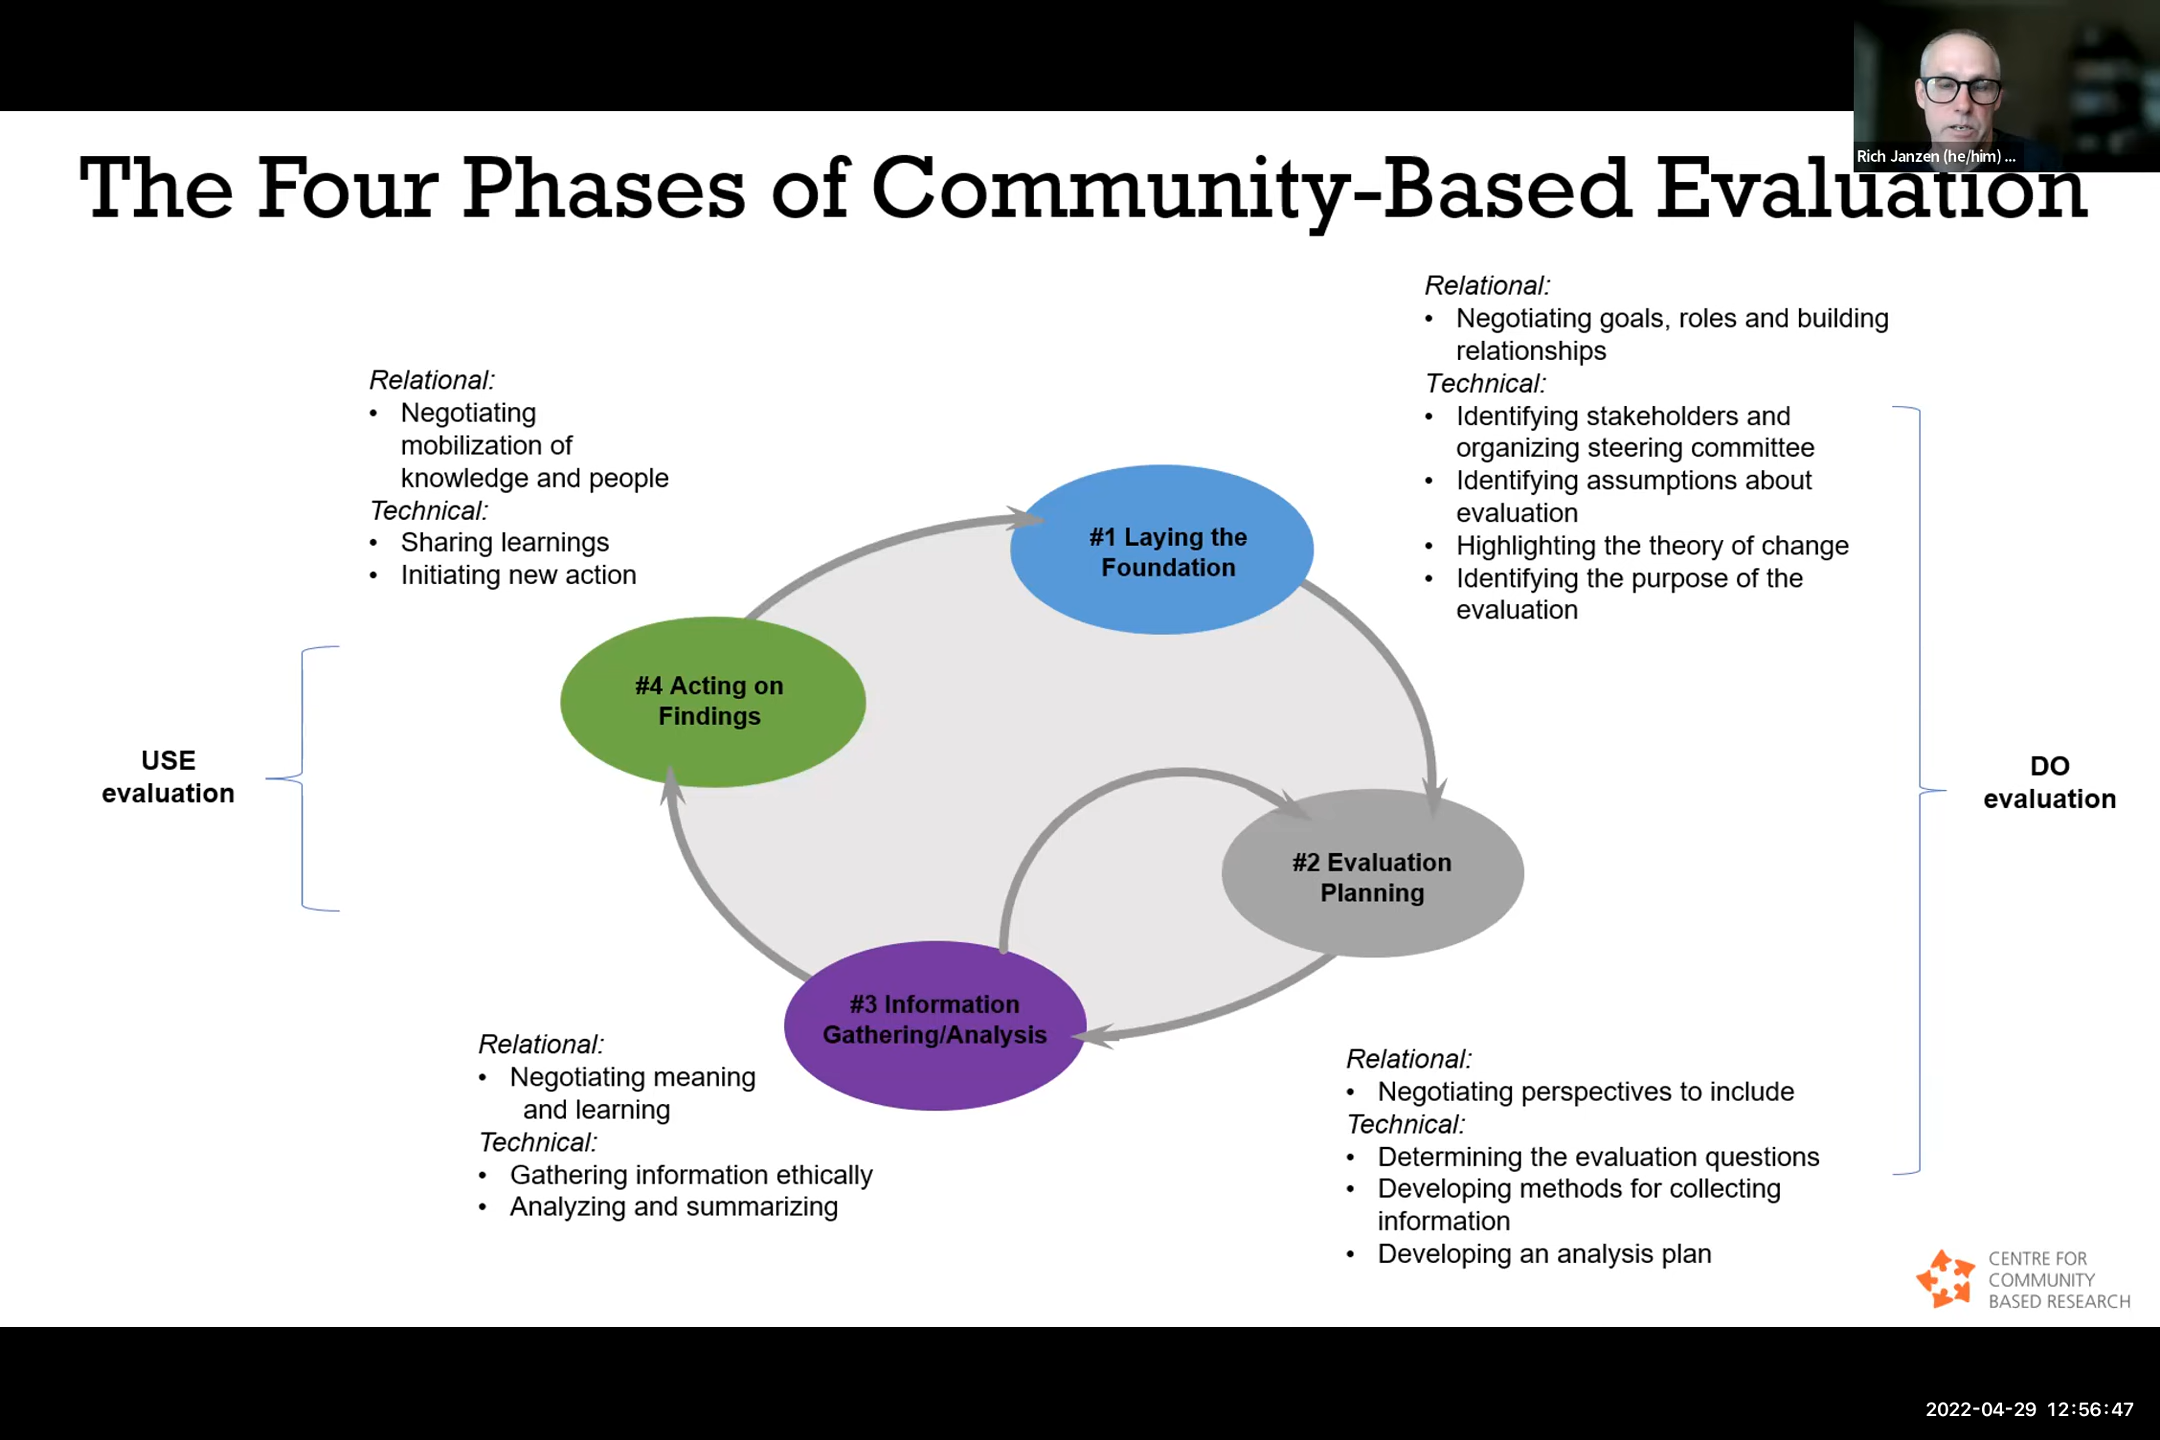 Rich Janzen (he/him) ...
The Four Phases of Community-Based Evaluation
Relational:
• Negotiating goals, roles and building
relationships
Technical:
• Identifying stakeholders and
organizing steering committee
• Identifying assumptions about
evaluation
• Highlighting the theory of change
• Identifying the purpose of the
evaluation
Relational:
• Negotiating
mobilization of
knowledge and people
Technical:
• Sharing learnings
• Initiating new action
#1 Laying the
Foundation
#4 Acting on
Findings
USE
evaluation
DO
evaluation
#2 Evaluation
Planning
#3 Information
Gathering/Analysis
Relational:
• Negotiating meaning
and learning
Technical:
• Gathering information ethically
• Analyzing and summarizing
Relational:
• Negotiating perspectives to include
Technical:
• Determining the evaluation questions
• Developing methods for collecting
information
• Developing an analysis plan
CENTRE FOR
COMMUNITY
BASED RESEARCH
2022-04-29 12:56:47